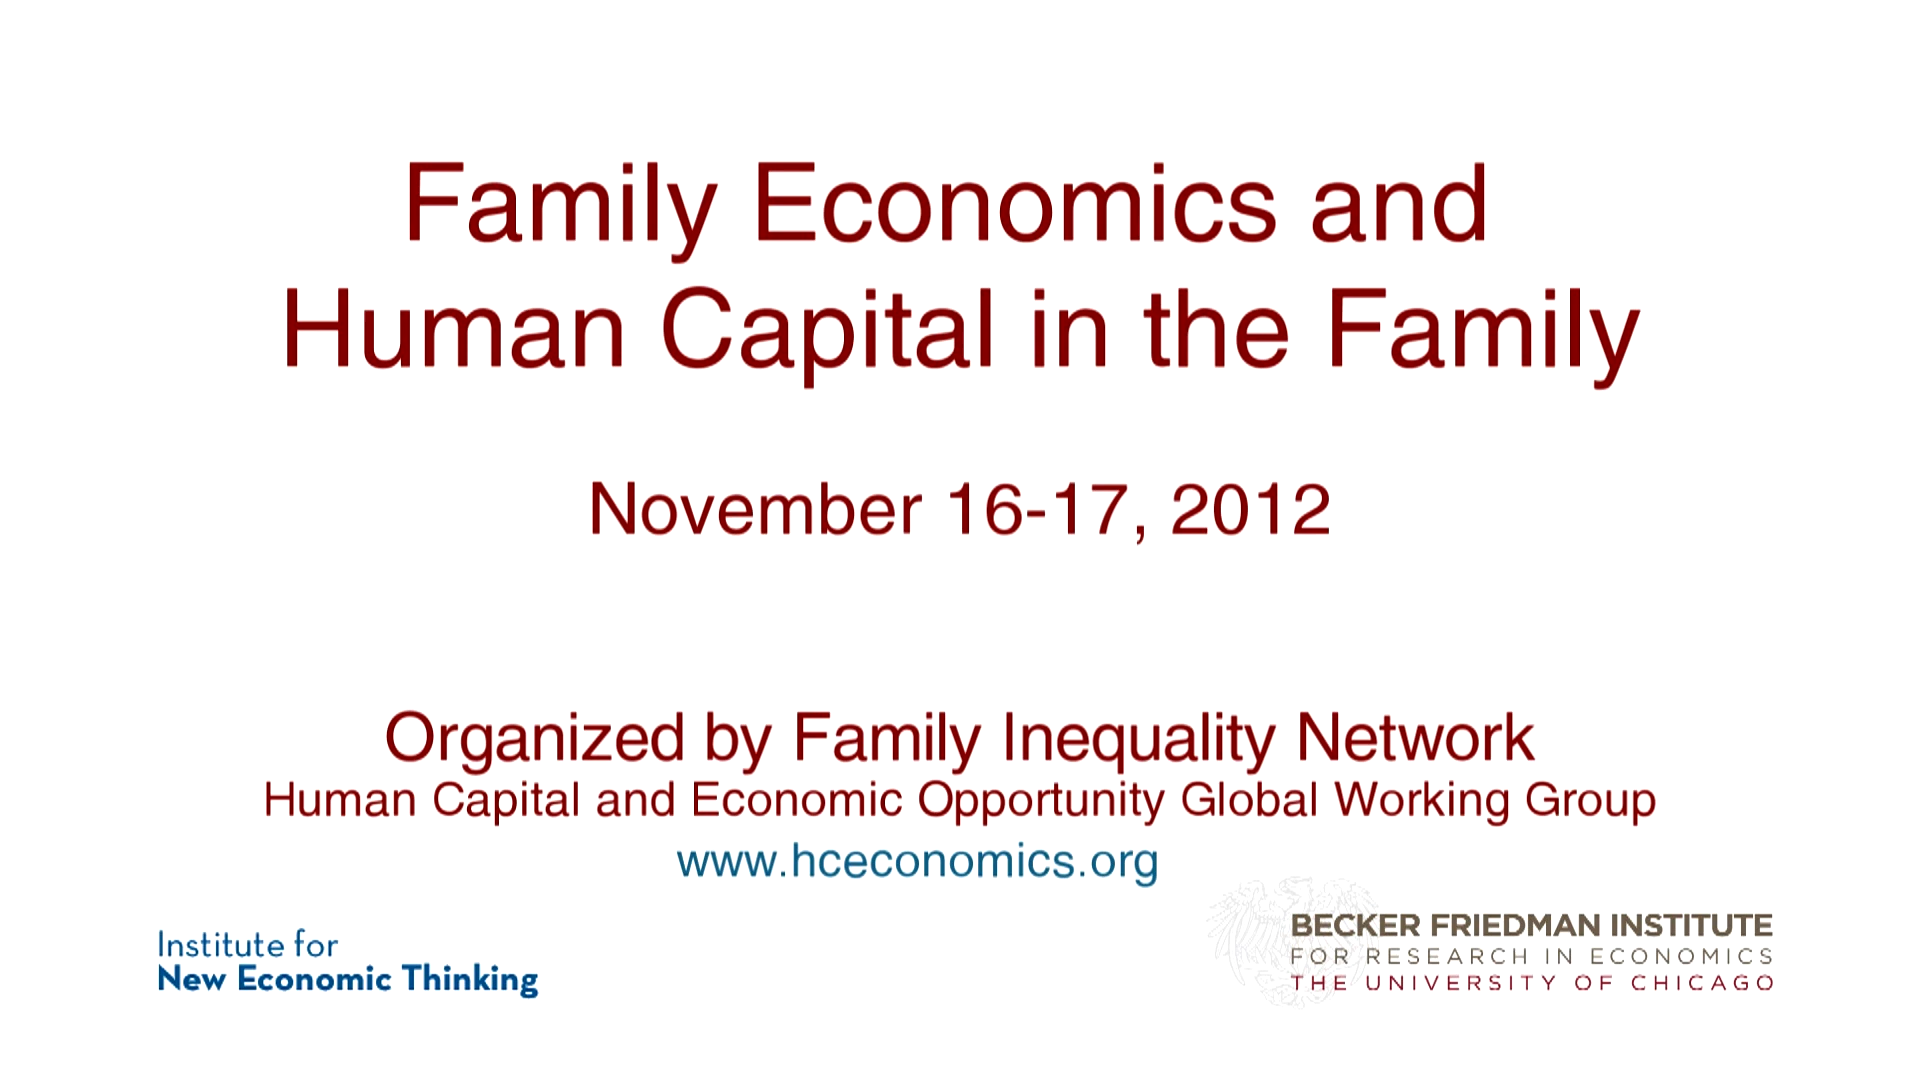 Family Economics and
Human Capital in the Family
November 16-17, 2012
Organized by Family Inequality Network
Human Capital and Economic Opportunity Global Working Group
www.hceconomics.org
Institute for
New Economic Thinking
BECKER FRIEDMAN INSTITUTE
FOR RESEARCH IN ECONOMICS
THE UNIVERSITY OF CHICAGO